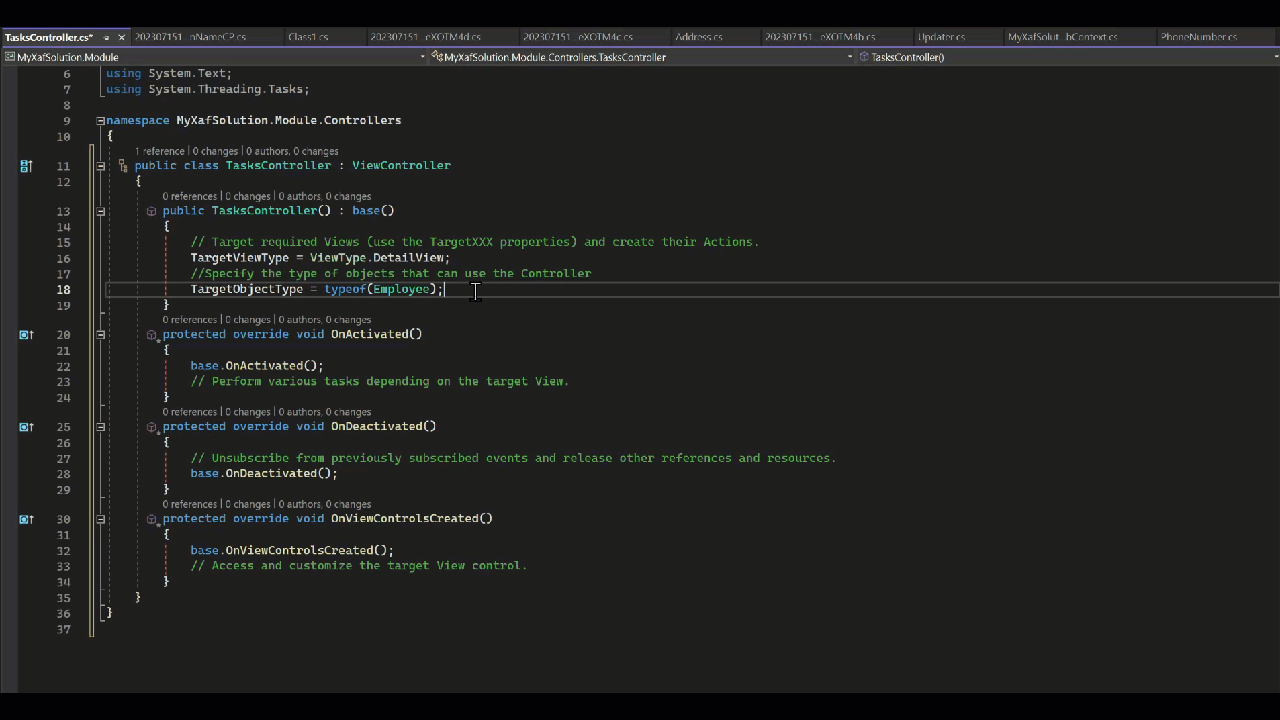 TasksController.cs* 202307151...nNameCP.cs Class1.cs 202307151...eXOTM4d.cs 202307151...eXOTM4c.cs Address.cs 202307151...eXOTM4b.cs Updater.cs MyXafSolut...bContext.cs PhoneNumber.cs
MyXafSolution.Module MyXafSolution.Module.Controllers.TasksController TasksController()
6 using System.Text;
7 using System.Threading.Tasks;
8
9 namespace MyXafSolution.Module.Controllers
10 {
1 reference | 0 changes | 0 authors, 0 changes
11 public class TasksController : ViewController
12 {
0 references | 0 changes | 0 authors, 0 changes
13 public TasksController() : base()
14 {
15 // Target required Views (use the TargetXXX properties) and create their Actions.
16 TargetViewType = ViewType.DetailView;
17 //Specify the type of objects that can use the Controller
18 TargetObjectType = typeof(Employee);
19 }
0 references | 0 changes | 0 authors, 0 changes
20 protected override void OnActivated()
21 {
22 base.OnActivated();
23 // Perform various tasks depending on the target View.
24 }
0 references | 0 changes | 0 authors, 0 changes
25 protected override void OnDeactivated()
26 {
27 // Unsubscribe from previously subscribed events and release other references and resources.
28 base.OnDeactivated();
29 }
0 references | 0 changes | 0 authors, 0 changes
30 protected override void OnViewControlsCreated()
31 {
32 base.OnViewControlsCreated();
33 // Access and customize the target View control.
34 }
35 }
36 }
37